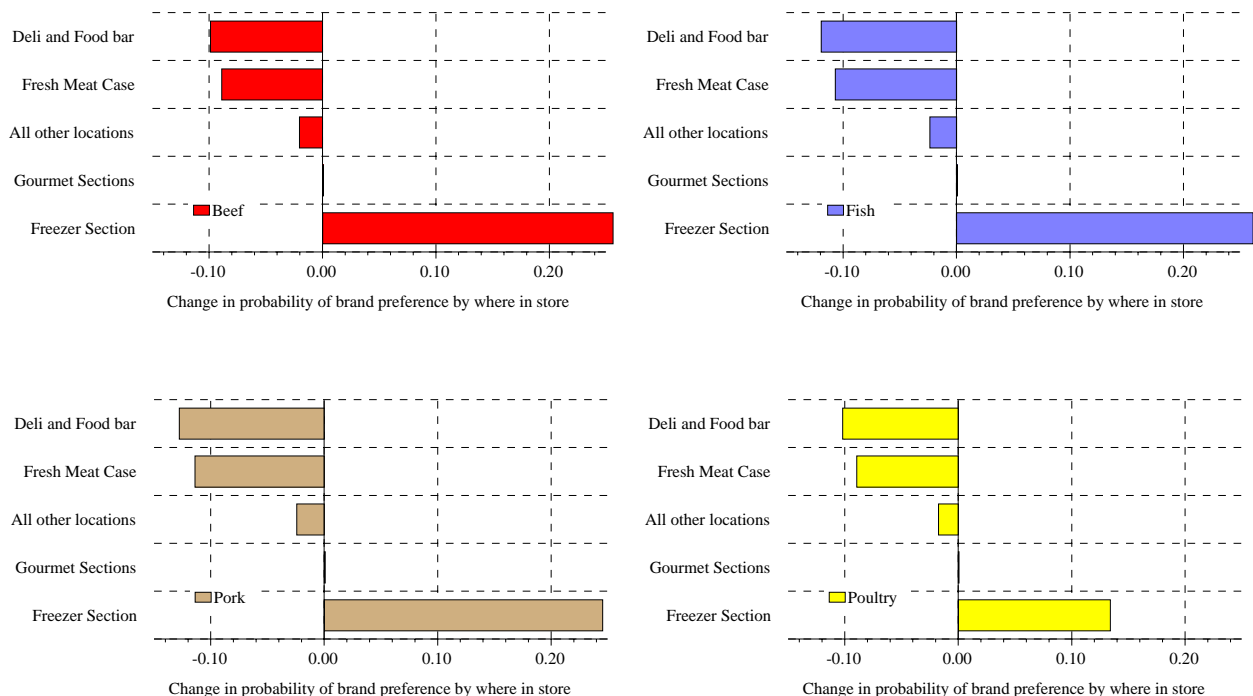 Deli and Food bar
Fresh Meat Case
All other locations
Gourmet Sections
Beef
Freezer Section
-0.10 0.00 0.10 0.20
Change in probability of brand preference by where in store
Deli and Food bar
Fresh Meat Case
All other locations
Gourmet Sections
Fish
Freezer Section
-0.10 0.00 0.10 0.20
Change in probability of brand preference by where in store
Deli and Food bar
Fresh Meat Case
All other locations
Gourmet Sections
Pork
Freezer Section
-0.10 0.00 0.10 0.20
Change in probability of brand preference by where in store
Deli and Food bar
Fresh Meat Case
All other locations
Gourmet Sections
Poultry
Freezer Section
-0.10 0.00 0.10 0.20
Change in probability of brand preference by where in store